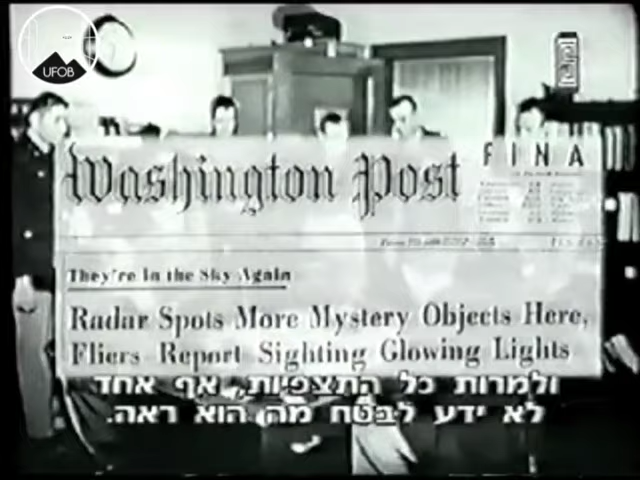 UFOB
Washington Post
FINA
They're In the Sky Again
Radar Spots More Mystery Objects Here,
Fliers Report Sighting Glowing Lights
ולמרות כל התצפיות, אף אחד
לא ידע לבטח מה הוא ראה.